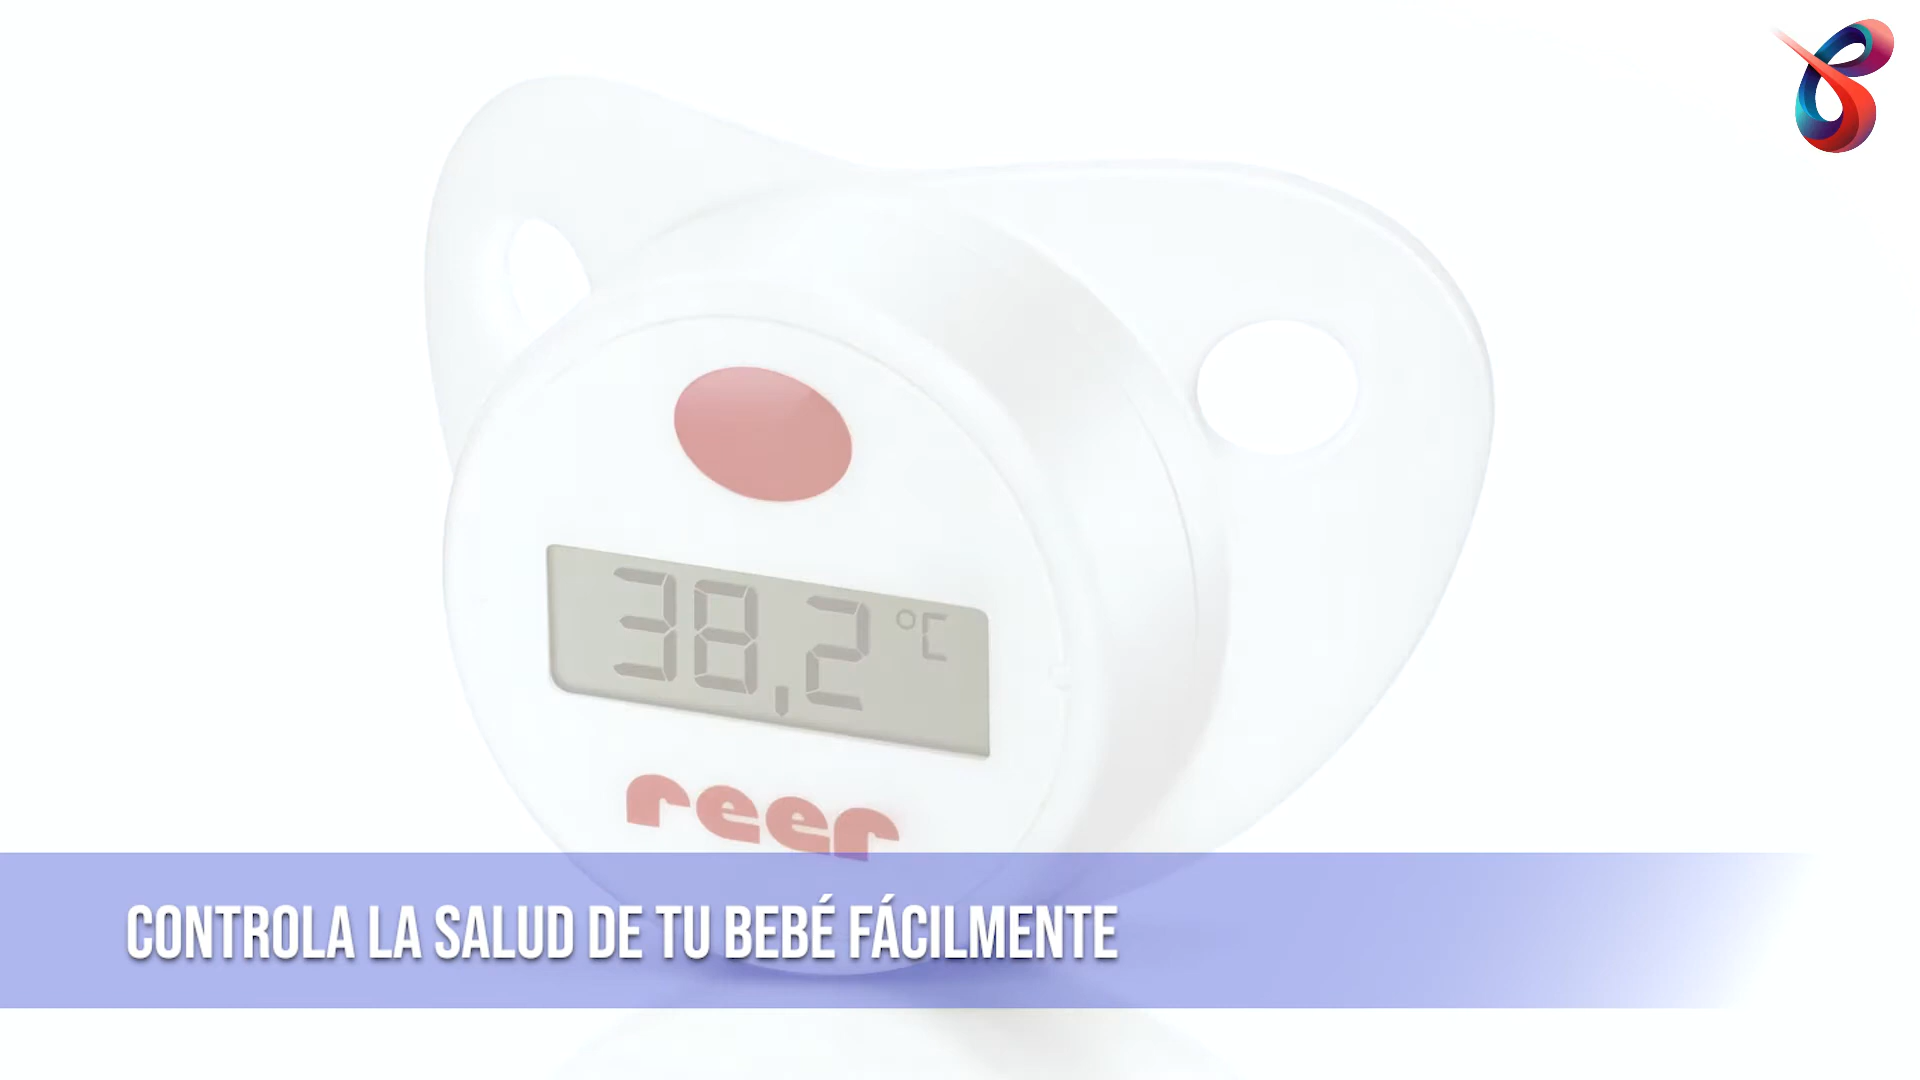 38,2 °C
reer
CONTROLA LA SALUD DE TU BEBÉ FÁCILMENTE